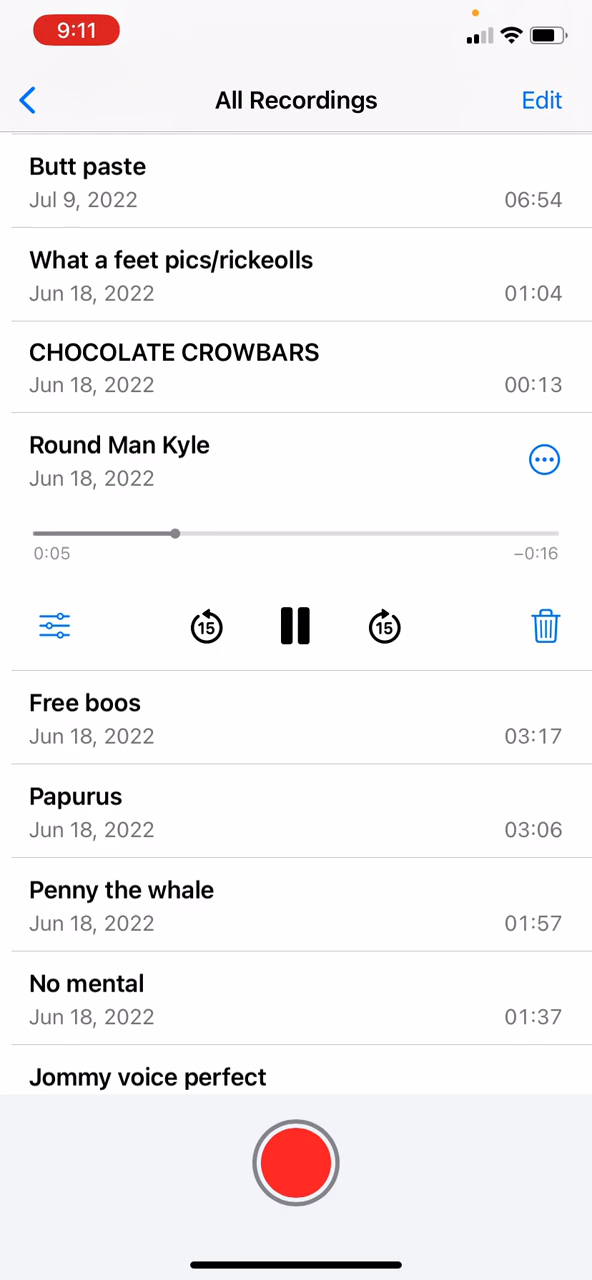 9:11
All Recordings
Edit
Butt paste
Jul 9, 2022
06:54
What a feet pics/rickeolls
Jun 18, 2022
01:04
CHOCOLATE CROWBARS
Jun 18, 2022
00:13
Round Man Kyle
Jun 18, 2022
0:05
−0:16
15
15
Free boos
Jun 18, 2022
03:17
Papurus
Jun 18, 2022
03:06
Penny the whale
Jun 18, 2022
01:57
No mental
Jun 18, 2022
01:37
Jommy voice perfect